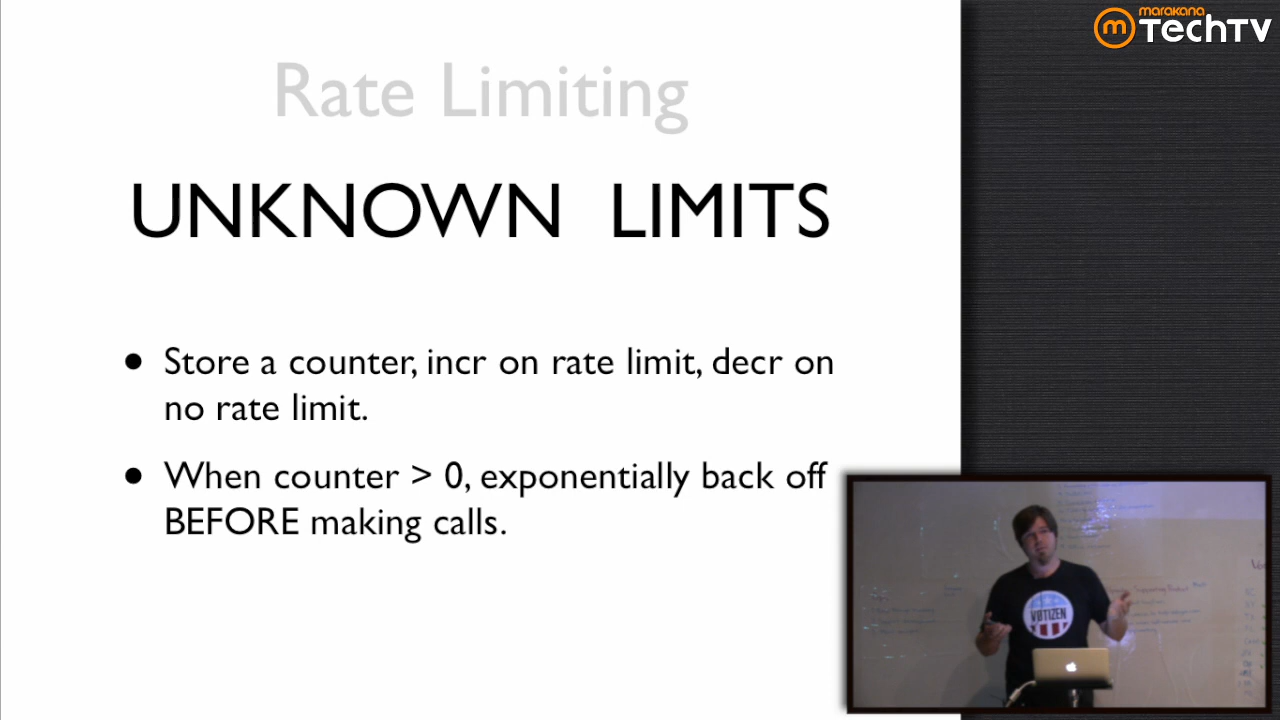 marakana
TechTV
Rate Limiting
UNKNOWN LIMITS
• Store a counter, incr on rate limit, decr on
no rate limit.
• When counter > 0, exponentially back off
BEFORE making calls.
VOTIZEN